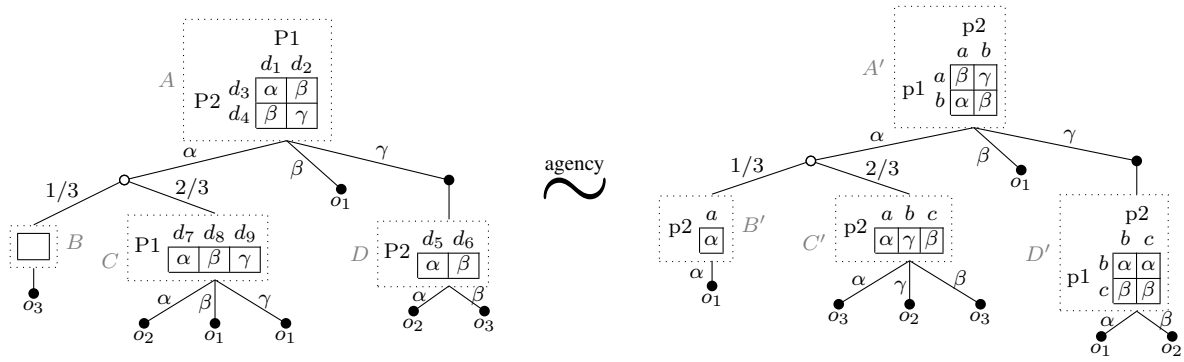 P1
d1 d2
A
P2
d3 α β
d4 β γ
α β γ
1/3 2/3
o1
B
C
P1
d7 d8 d9
α β γ
D
P2
d5 d6
α β
o3
α β γ
α β
o2 o1 o1
o2 o3
agency
p2
a b
A′
p1
a β γ
b α β
α β γ
1/3 2/3
o1
p2
a
α
B′
α
o1
C′
p2
a b c
α γ β
α γ β
o3 o2 o3
D′
p2
b c
p1
b α α
c β β
α β
o1 o2